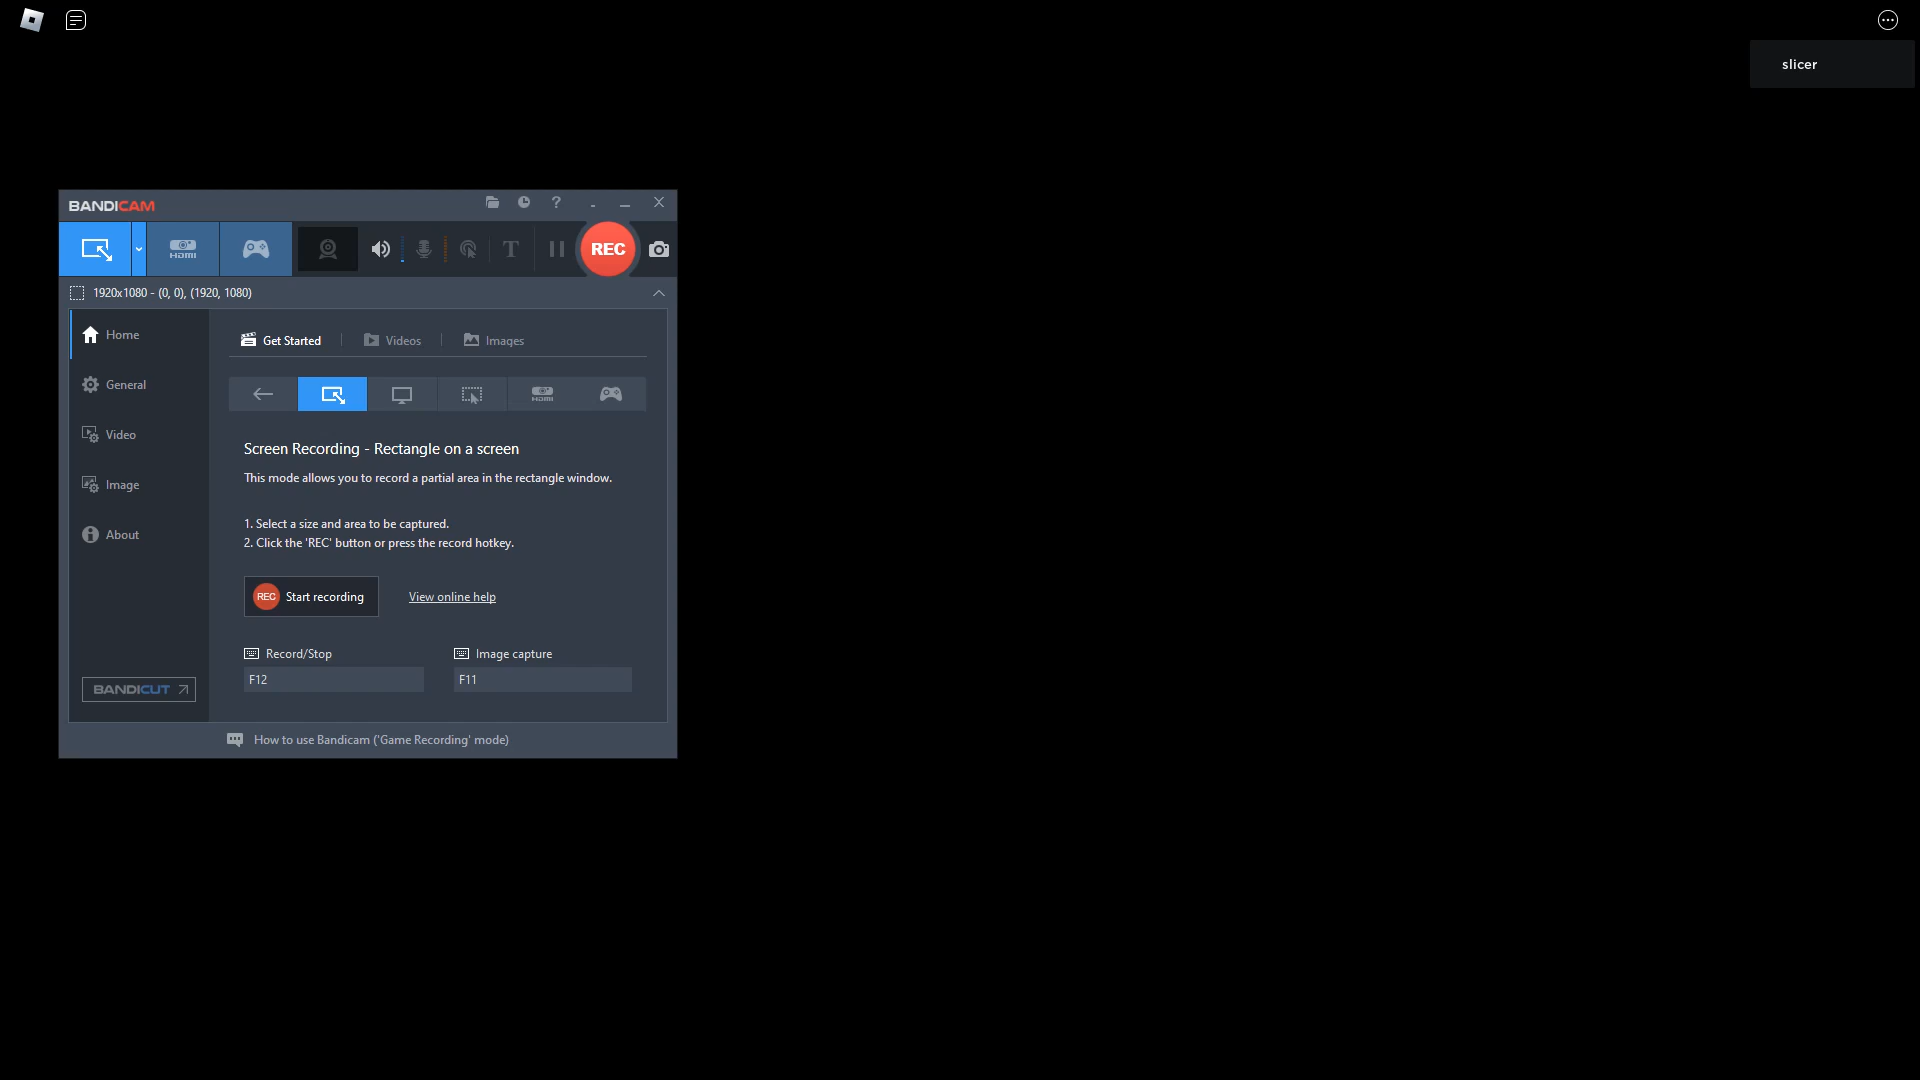 slicer
BANDICAM
HDMI
T
REC
1920x1080 - (0, 0), (1920, 1080)
Home
General
Video
Image
About
BANDICUT
Get Started
Videos
Images
HDMI
Screen Recording - Rectangle on a screen
This mode allows you to record a partial area in the rectangle window.
1. Select a size and area to be captured.
2. Click the 'REC' button or press the record hotkey.
REC Start recording
View online help
Record/Stop
F12
Image capture
F11
How to use Bandicam ('Game Recording' mode)